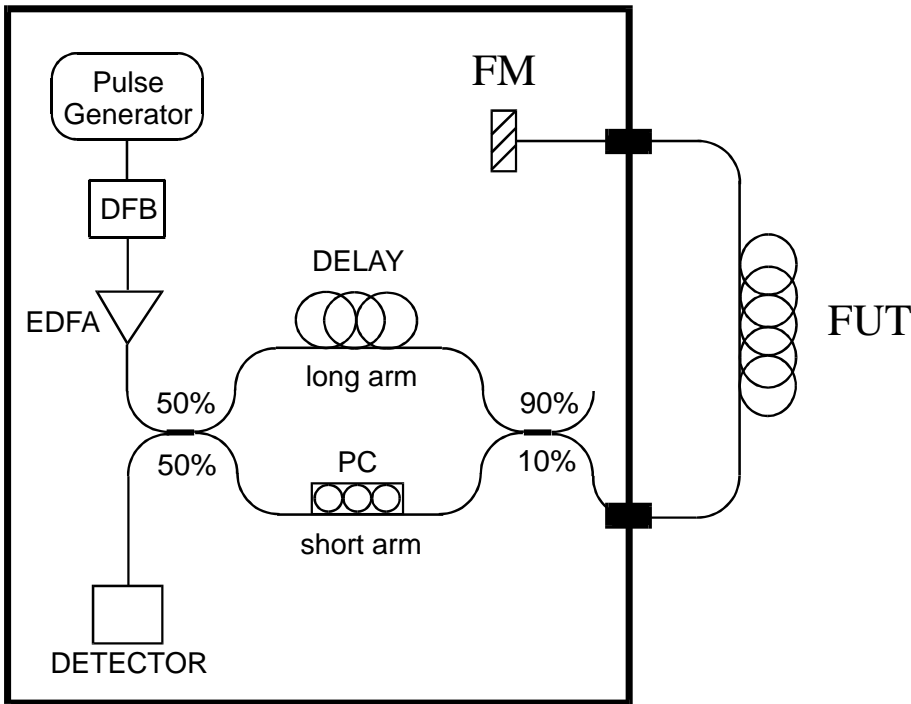 Pulse
Generator
FM
DFB
DELAY
EDFA
FUT
long arm
50%
90%
50%
PC
10%
short arm
DETECTOR